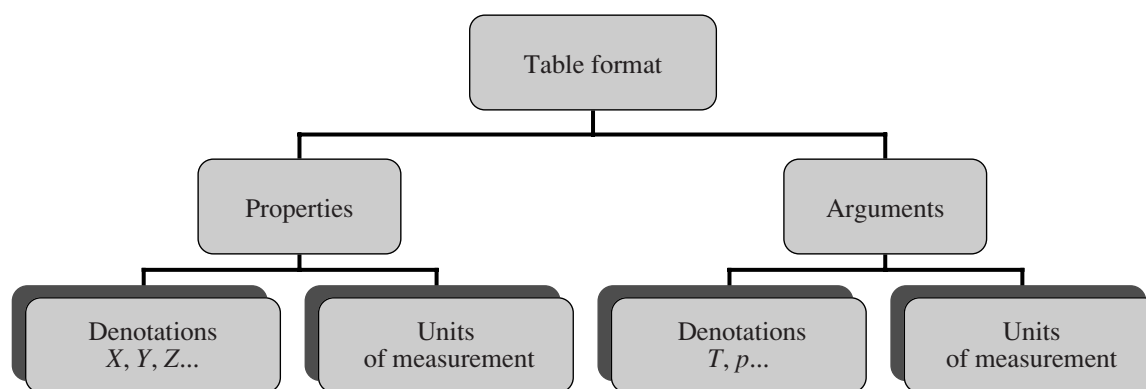 Table format
Properties
Arguments
Denotations
X, Y, Z...
Units
of measurement
Denotations
T, p...
Units
of measurement